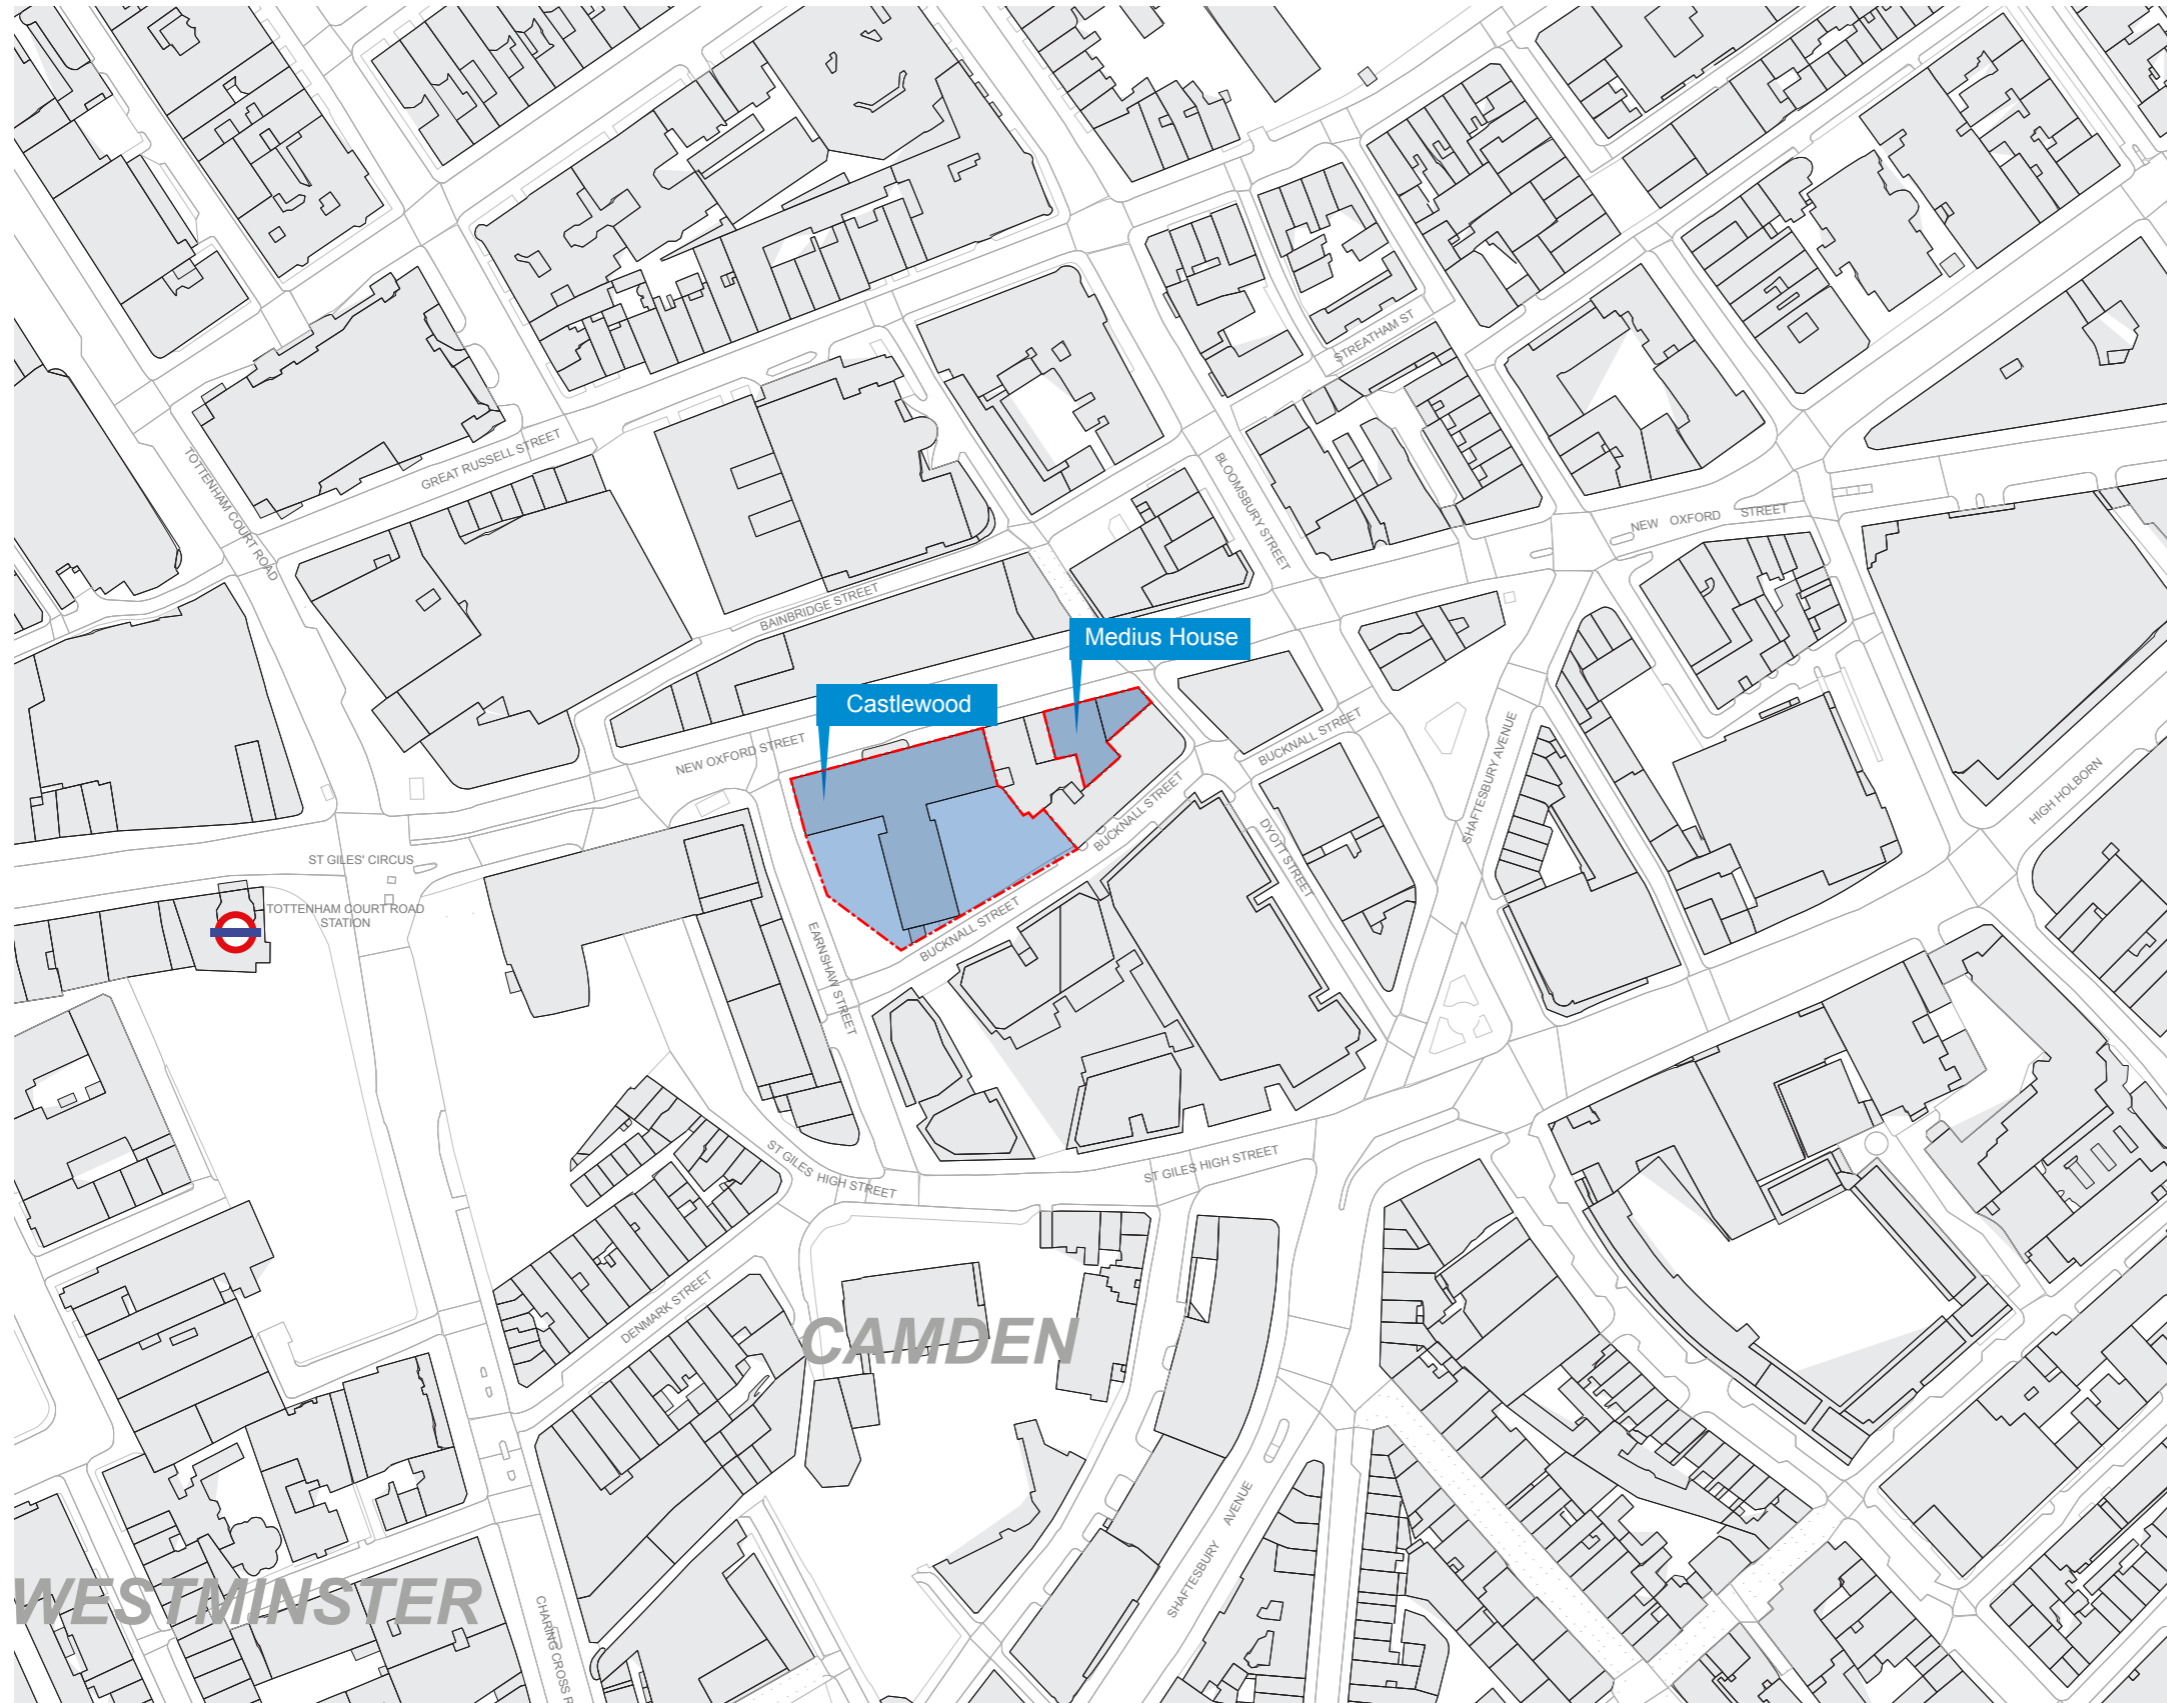 STREATHAM ST
GREAT RUSSELL STREET
TOTTENHAM COURT ROAD
BLOOMSBURY STREET
NEW OXFORD STREET
BAINBRIDGE STREET
Medius House
Castlewood
NEW OXFORD STREET
BUCKNALL STREET
SHAFTESBURY AVENUE
HIGH HOLBORN
BUCKNALL STREET
DYOTT STREET
ST GILES' CIRCUS
TOTTENHAM COURT ROAD
STATION
BUCKNALL STREET
EARNSHAW STREET
ST GILES HIGH STREET
ST GILES HIGH STREET
DENMARK STREET
CAMDEN
SHAFTESBURY AVENUE
WESTMINSTER
CHARING CROSS R